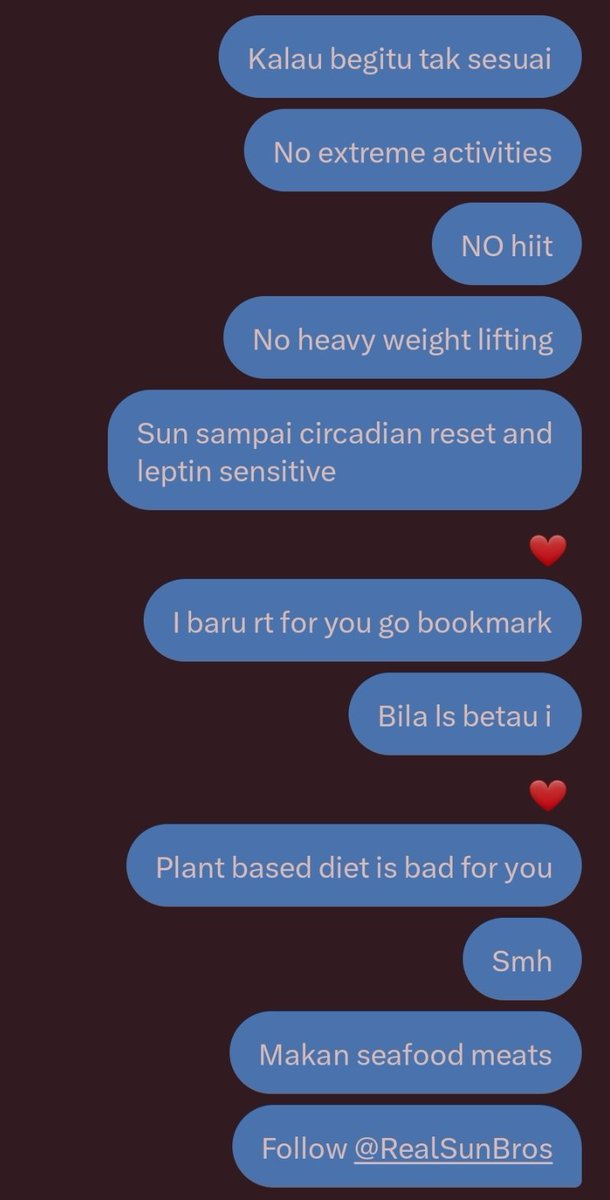 Kalau begitu tak sesuai
No extreme activities
NO hiit
No heavy weight lifting
Sun sampai circadian reset and
leptin sensitive
❤️
I baru rt for you go bookmark
Bila ls betau i
❤️
Plant based diet is bad for you
Smh
Makan seafood meats
Follow @RealSunBros